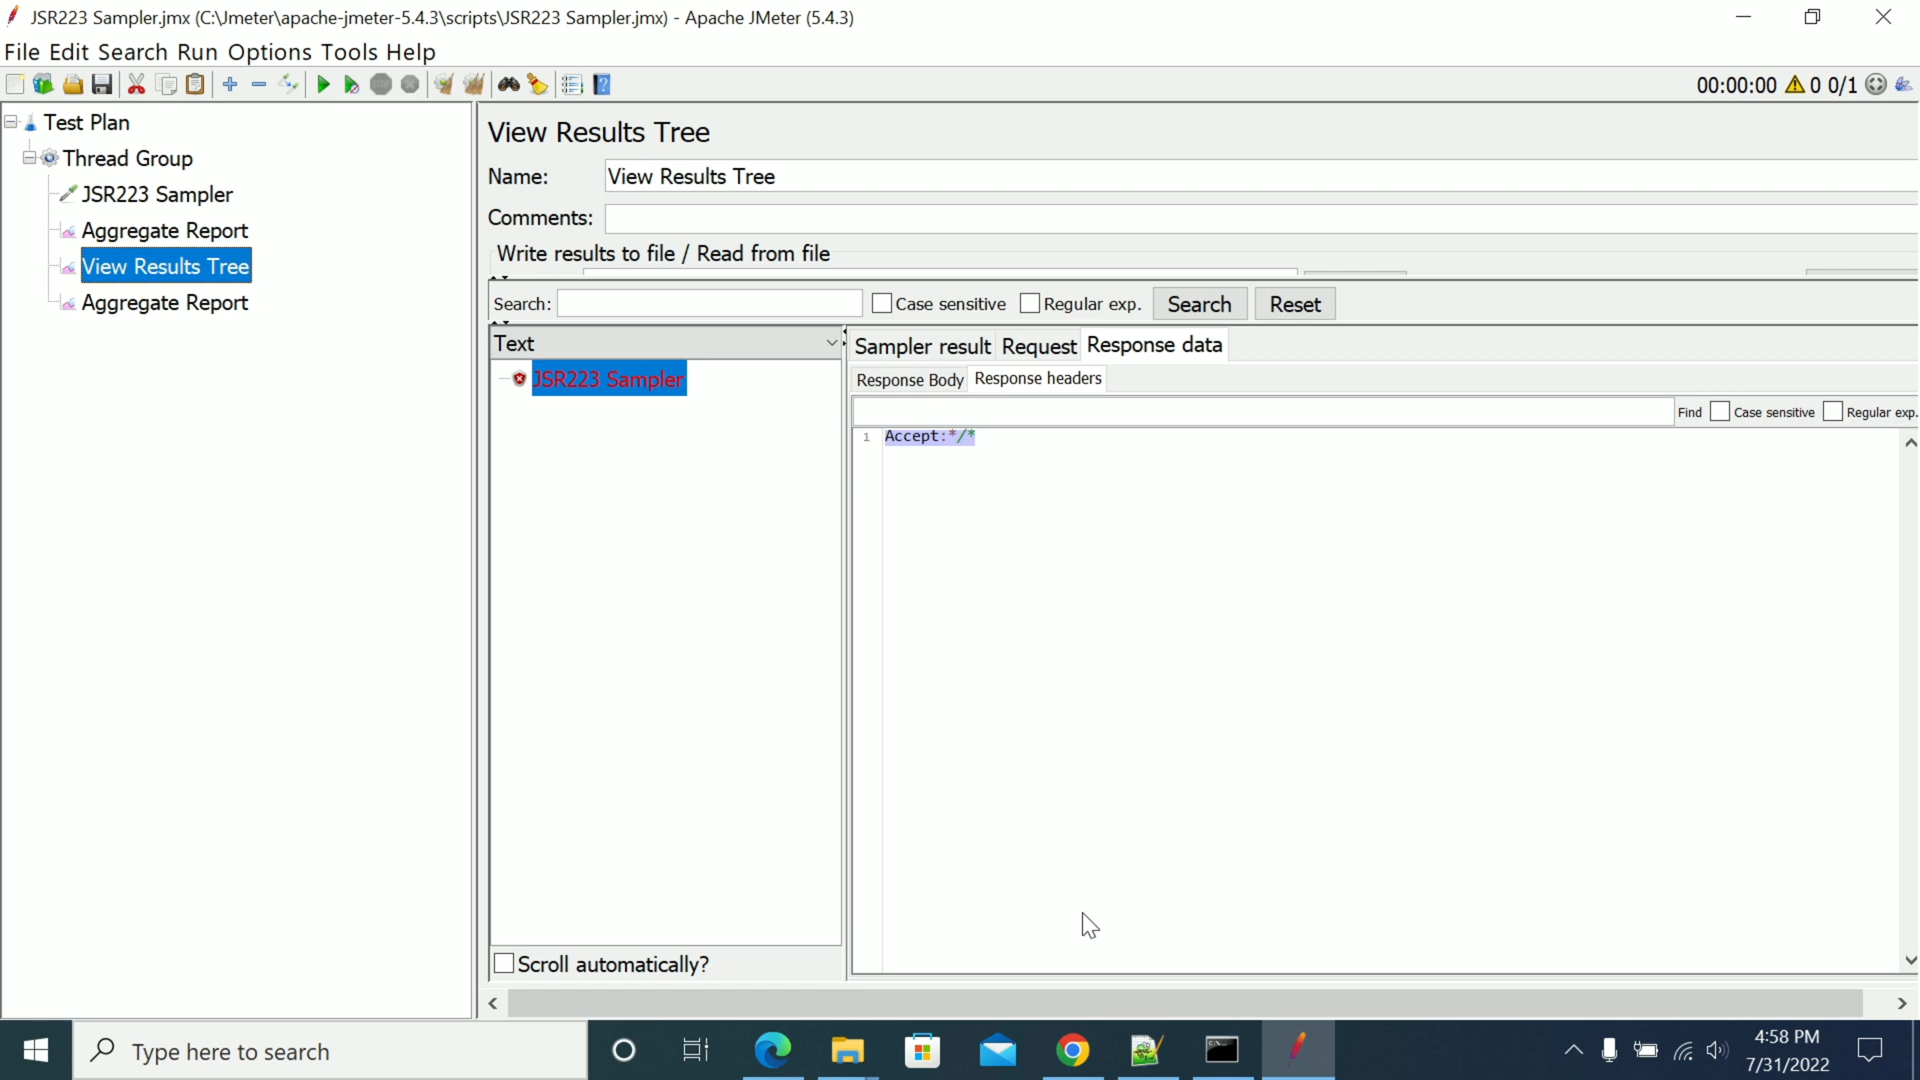 JSR223 Sampler.jmx (C:\Jmeter\apache-jmeter-5.4.3\scripts\JSR223 Sampler.jmx) - Apache JMeter (5.4.3)
File Edit Search Run Options Tools Help
00:00:00 0 0/1
Test Plan
Thread Group
JSR223 Sampler
Aggregate Report
View Results Tree
Aggregate Report
View Results Tree
Name: View Results Tree
Comments:
Write results to file / Read from file
Search: Case sensitive Regular exp. Search Reset
Text
JSR223 Sampler
Scroll automatically?
Sampler result Request Response data
Response Body Response headers
Find Case sensitive Regular exp.
1 Accept:*/*
Type here to search
4:58 PM
7/31/2022